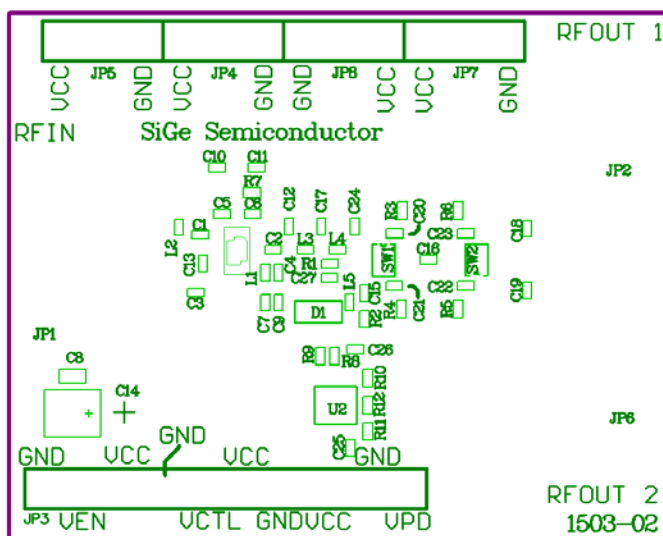 RFOUT 1
JP5 JP4 JP8 JP7
VCC GND VCC GND GND VCC VCC GND
RFIN SiGe Semiconductor
C10 C11
JP2
R7
C5 C6 C12 C17 C24 R3 C20 R6 C18
L2 C1 C23
C2 L3 L4
C13 R1 SW1 C16 SW2
L1 C4 C27
C3 L5 C15 C22 C19
C7 C9 D1 R2 R4 C21 R5
JP1
C8 R9 R8 C26
R10
C14 U2 R12
JP6
R11
GND
GND VCC VCC C25 GND
RFOUT 2
JP3 VEN VCTL GND VCC VPD
1503-02